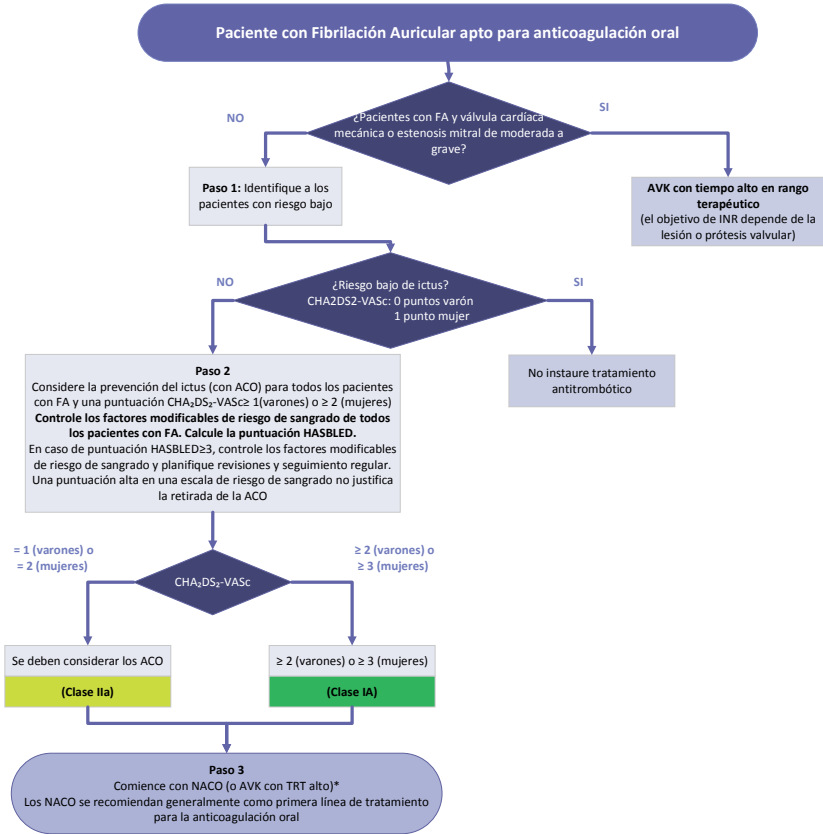 Paciente con Fibrilación Auricular apto para anticoagulación oral
¿Pacientes con FA y válvula cardíaca
mecánica o estenosis mitral de moderada a
grave?
NO
SI
Paso 1: Identifique a los
pacientes con riesgo bajo
AVK con tiempo alto en rango
terapéutico
(el objetivo de INR depende de la
lesión o prótesis valvular)
¿Riesgo bajo de ictus?
CHA2DS2-VASc: 0 puntos varón
1 punto mujer
NO
SI
No instaure tratamiento
antitrombótico
Paso 2
Considere la prevención del ictus (con ACO) para todos los pacientes
con FA y una puntuación CHA₂DS₂-VASc≥ 1(varones) o ≥ 2 (mujeres)
Controle los factores modificables de riesgo de sangrado de todos
los pacientes con FA. Calcule la puntuación HASBLED.
En caso de puntuación HASBLED≥3, controle los factores modificables
de riesgo de sangrado y planifique revisiones y seguimiento regular.
Una puntuación alta en una escala de riesgo de sangrado no justifica
la retirada de la ACO
= 1 (varones) o
= 2 (mujeres)
≥ 2 (varones) o
≥ 3 (mujeres)
CHA₂DS₂-VASc
Se deben considerar los ACO
(Clase IIa)
≥ 2 (varones) o ≥ 3 (mujeres)
(Clase IA)
Paso 3
Comience con NACO (o AVK con TRT alto)*
Los NACO se recomiendan generalmente como primera línea de tratamiento
para la anticoagulación oral